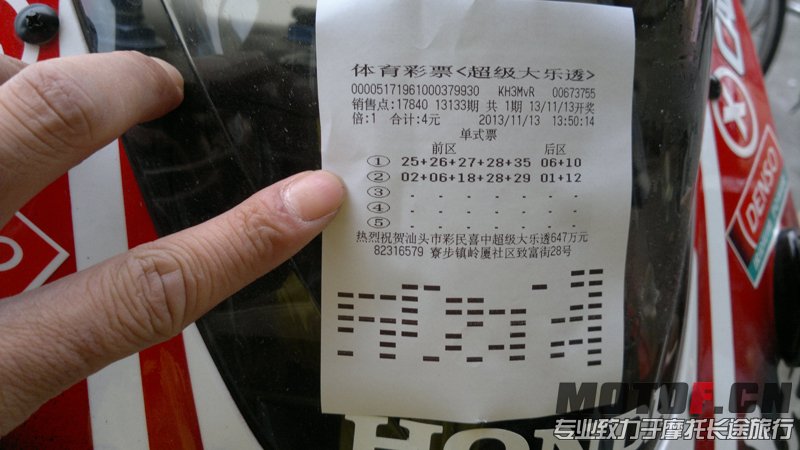 体育彩票<超级大乐透>
000051719610003799​30 KH3MvR 00673755
销售点:17840 13133期 共 1期 13/11/13开奖
倍:1 合计:4元 2013/11/13 13:50:14
单式票
前区 后区
① 25+26+27+28+35 06+10
② 02+06+18+28+29 01+12
③ - - - - - - -
④ - - - - - - -
⑤ - - - - - - -
热烈祝贺汕头市彩民喜中超级大乐透647万元
82316579 寮步镇岭厦社区致富街28号
DENSO
HOND
MOTOF.CN
专业致力于摩托长途旅行